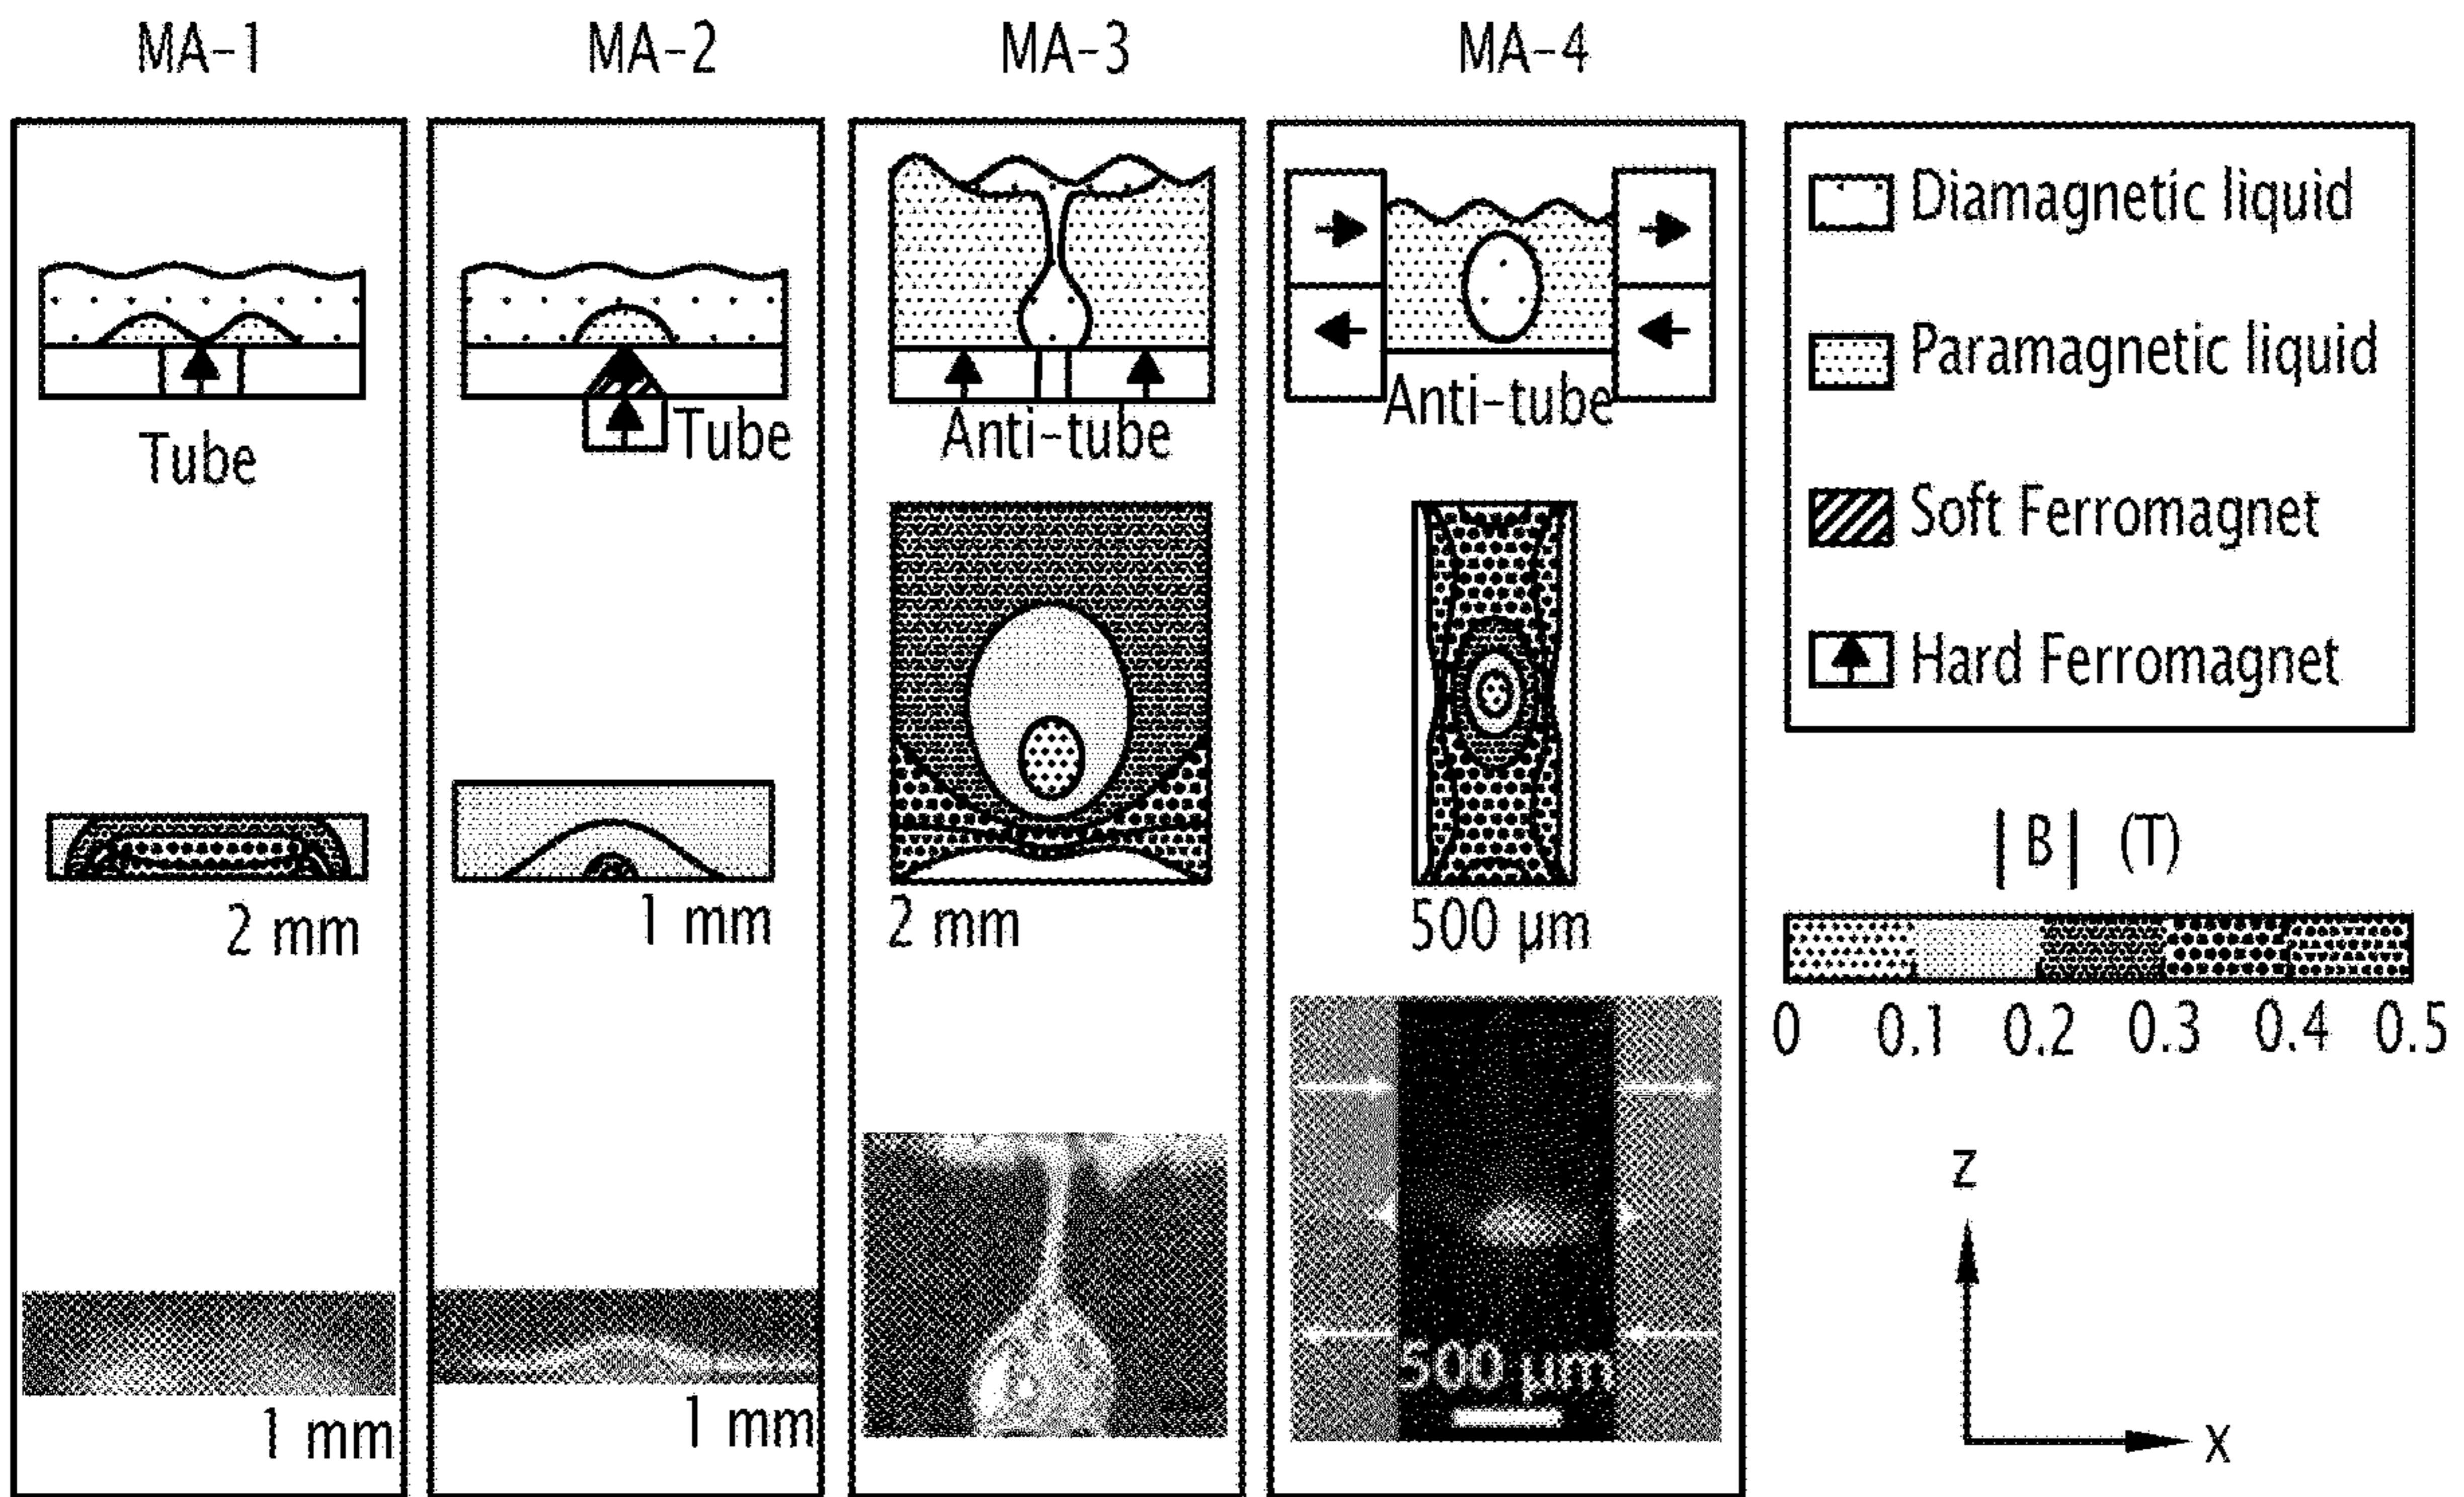 MA-1
MA-2
MA-3
MA-4
Tube
Tube
Anti-tube
Anti-tube
Diamagnetic liquid
Paramagnetic liquid
Soft Ferromagnet
Hard Ferromagnet
2 mm
1 mm
2 mm
500 µm
|B| (T)
0 0.1 0.2 0.3 0.4 0.5
1 mm
1 mm
500 µm
Z
X